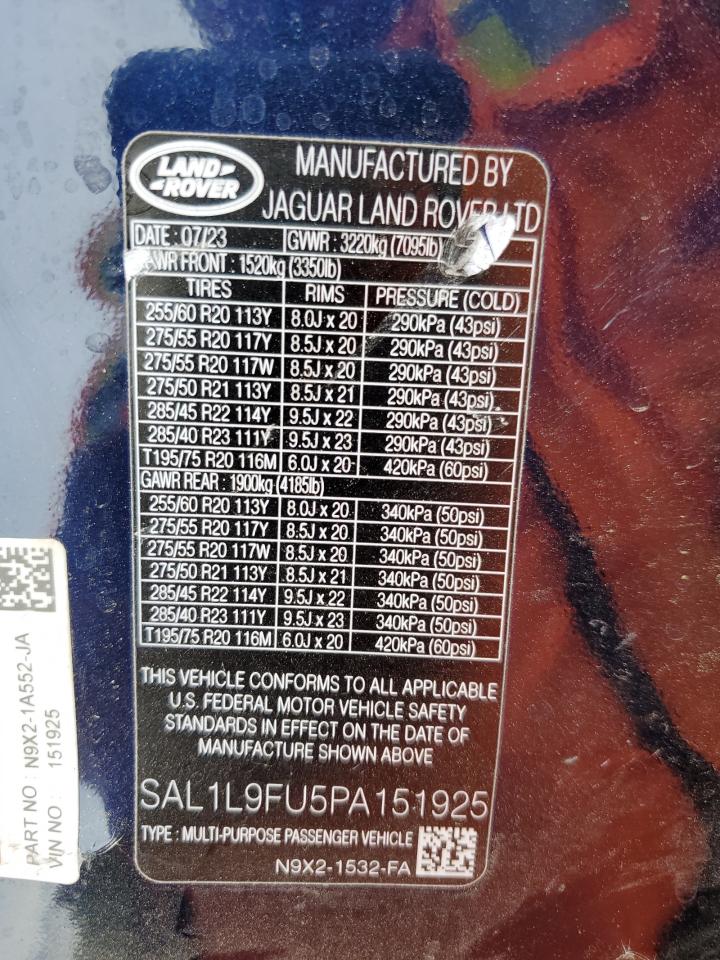 LAND ROVER
MANUFACTURED BY
JAGUAR LAND ROVER LTD
DATE : 07/23 GVWR : 3220kg (7095lb)
GAWR FRONT : 1520kg (3350lb)
TIRES RIMS PRESSURE (COLD)
255/60 R20 113Y 8.0J x 20 290kPa (43psi)
275/55 R20 117Y 8.5J x 20 290kPa (43psi)
275/55 R20 117W 8.5J x 20 290kPa (43psi)
275/50 R21 113Y 8.5J x 21 290kPa (43psi)
285/45 R22 114Y 9.5J x 22 290kPa (43psi)
285/40 R23 111Y 9.5J x 23 290kPa (43psi)
T195/75 R20 116M 6.0J x 20 420kPa (60psi)
GAWR REAR : 1900kg (4185lb)
255/60 R20 113Y 8.0J x 20 340kPa (50psi)
275/55 R20 117Y 8.5J x 20 340kPa (50psi)
275/55 R20 117W 8.5J x 20 340kPa (50psi)
275/50 R21 113Y 8.5J x 21 340kPa (50psi)
285/45 R22 114Y 9.5J x 22 340kPa (50psi)
285/40 R23 111Y 9.5J x 23 340kPa (50psi)
T195/75 R20 116M 6.0J x 20 420kPa (60psi)
THIS VEHICLE CONFORMS TO ALL APPLICABLE
U.S. FEDERAL MOTOR VEHICLE SAFETY
STANDARDS IN EFFECT ON THE DATE OF
MANUFACTURE SHOWN ABOVE
SAL1L9FU5PA151925
TYPE : MULTI-PURPOSE PASSENGER VEHICLE
N9X2-1532-FA
PART NO : N9X2-1A552-JA
VIN NO : 151925